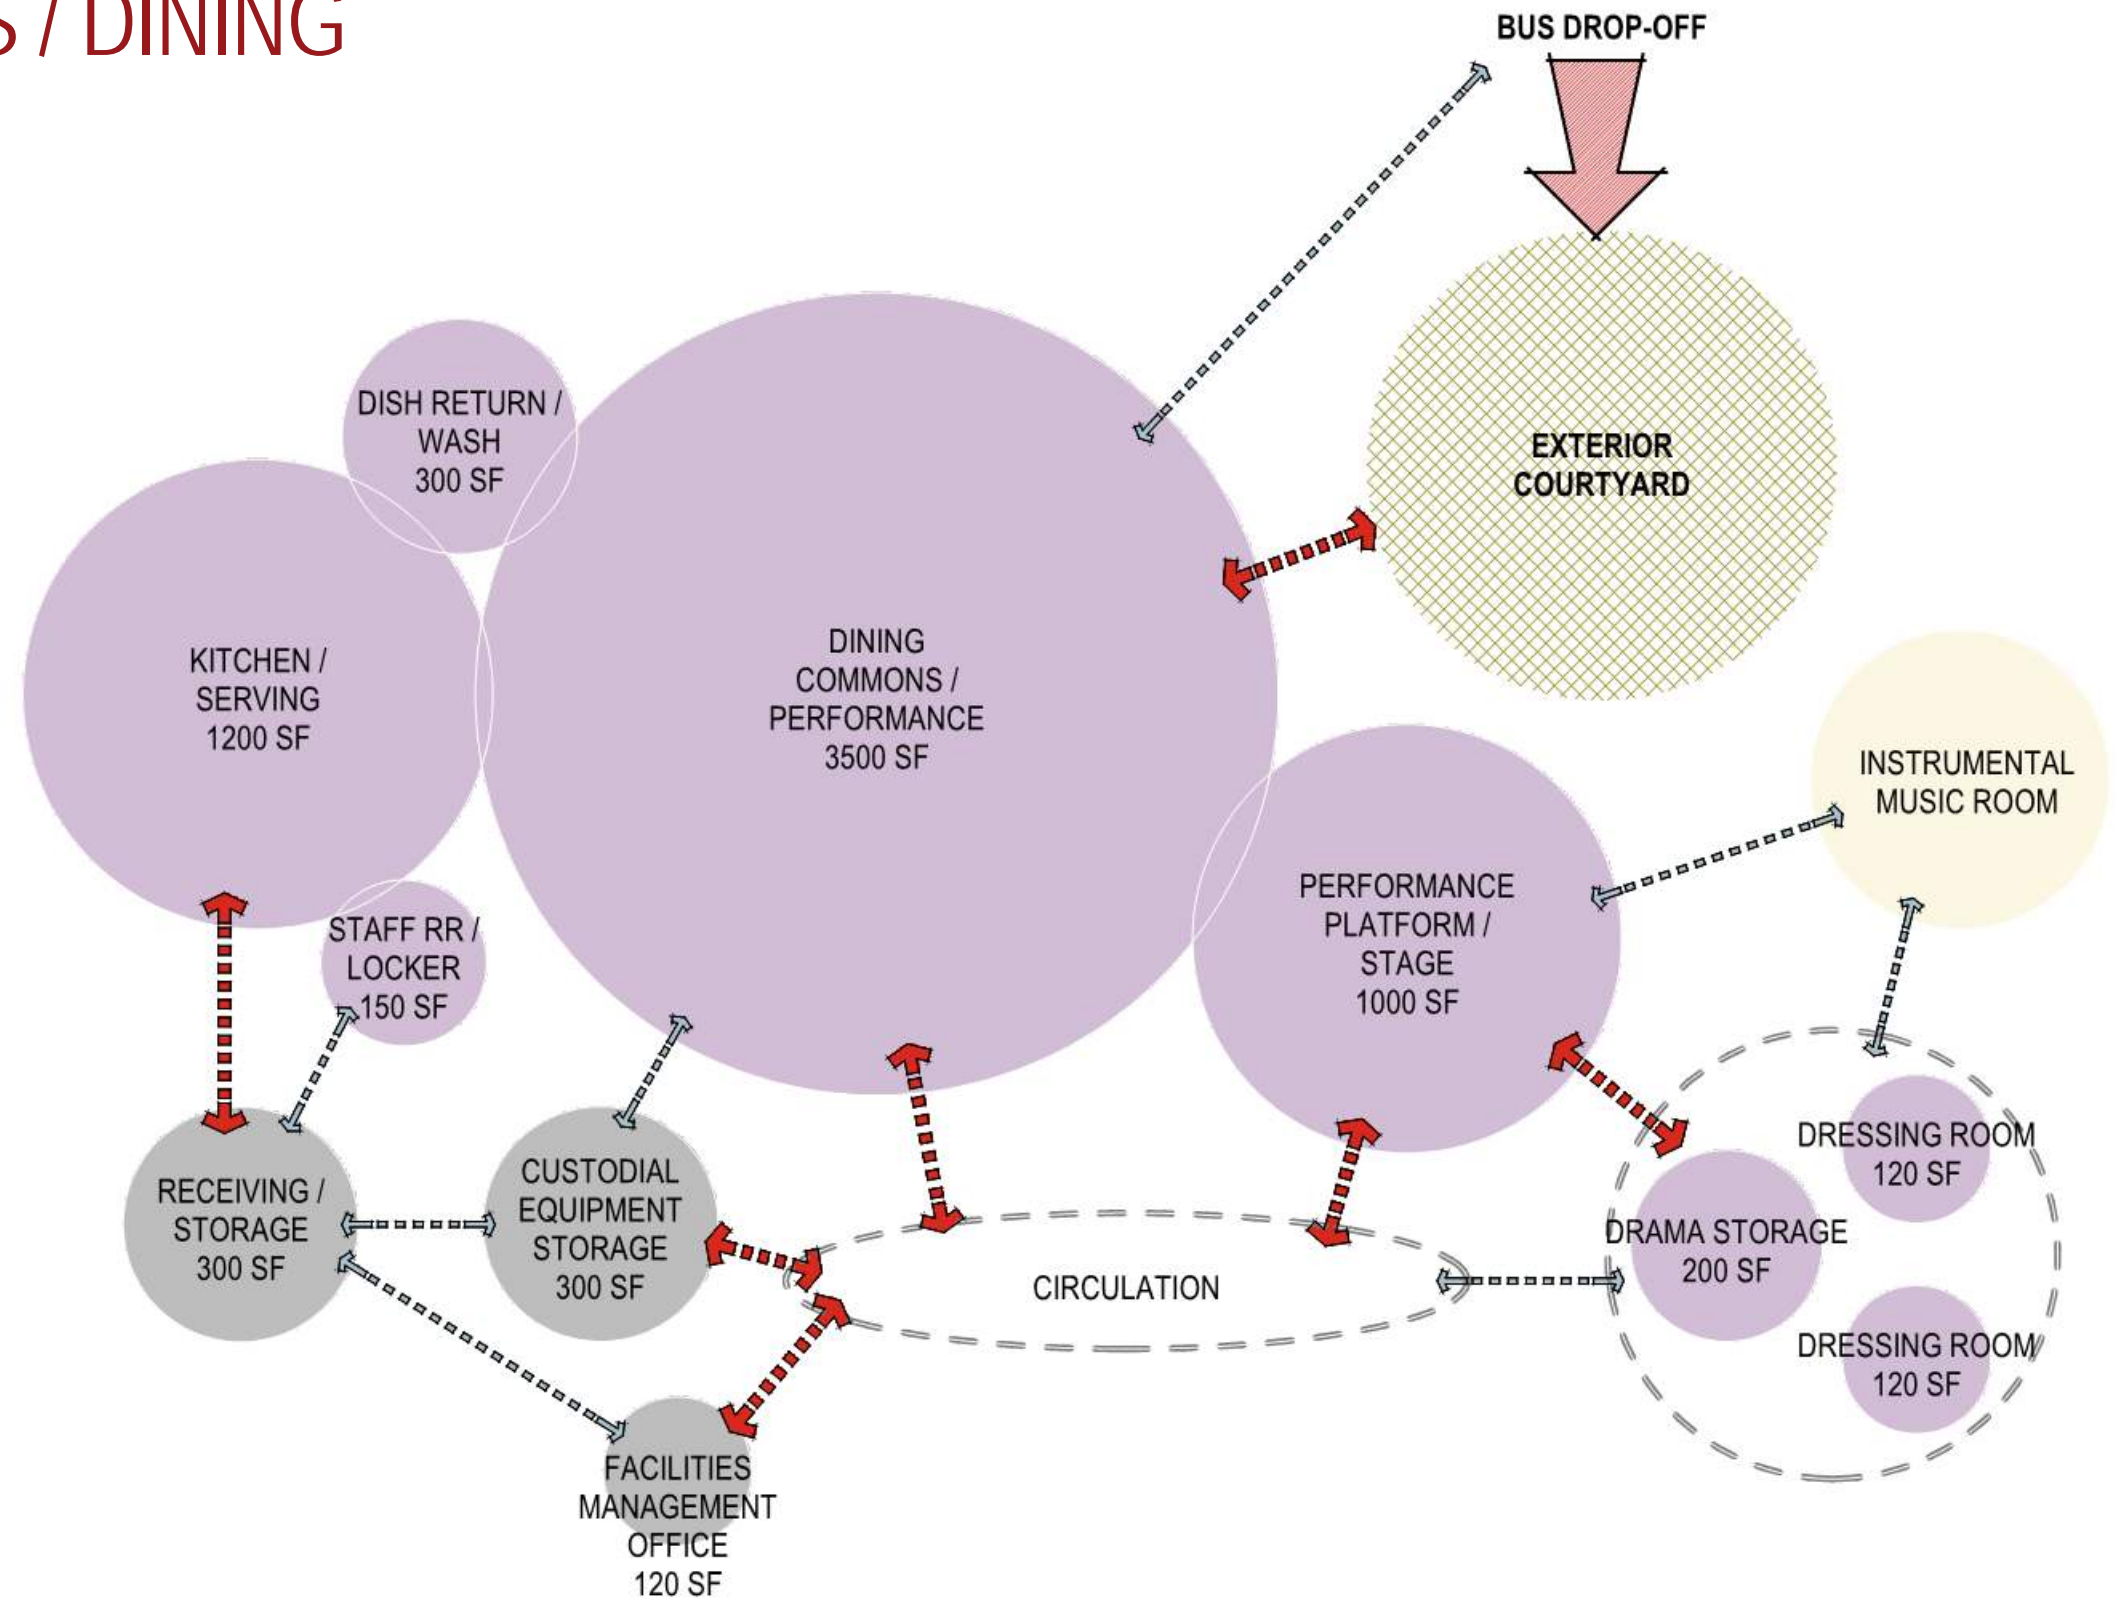 S / DINING
BUS DROP-OFF
DISH RETURN /
WASH
300 SF
EXTERIOR
COURTYARD
KITCHEN /
SERVING
1200 SF
DINING
COMMONS /
PERFORMANCE
3500 SF
INSTRUMENTAL
MUSIC ROOM
PERFORMANCE
PLATFORM /
STAGE
1000 SF
STAFF RR /
LOCKER
150 SF
RECEIVING /
STORAGE
300 SF
CUSTODIAL
EQUIPMENT
STORAGE
300 SF
CIRCULATION
DRESSING ROOM
120 SF
DRAMA STORAGE
200 SF
DRESSING ROOM
120 SF
FACILITIES
MANAGEMENT
OFFICE
120 SF